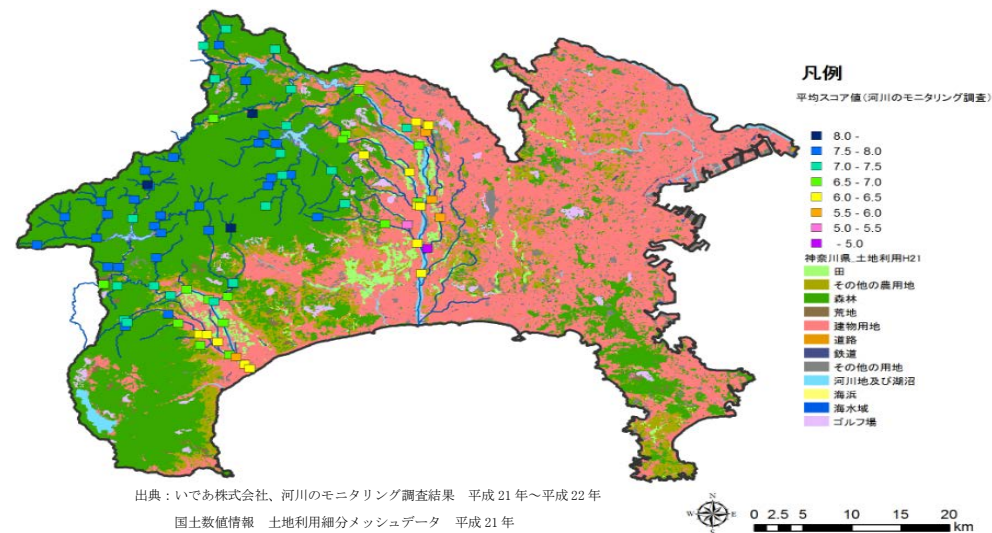 凡例
平均スコア値(河川のモニタリング調査)
8.0 -
7.5 - 8.0
7.0 - 7.5
6.5 - 7.0
6.0 - 6.5
5.5 - 6.0
5.0 - 5.5
- 5.0
神奈川県_土地利用H21
田
その他の農用地
森林
荒地
建物用地
道路
鉄道
その他の用地
河川地及び湖沼
海浜
海水域
ゴルフ場
出典：いであ株式会社、河川のモニタリング調査結果 平成 21 年～平成 22 年
国土数値情報 土地利用細分メッシュデータ 平成 21 年
N
W E
S
0 2.5 5 10 15 20
km